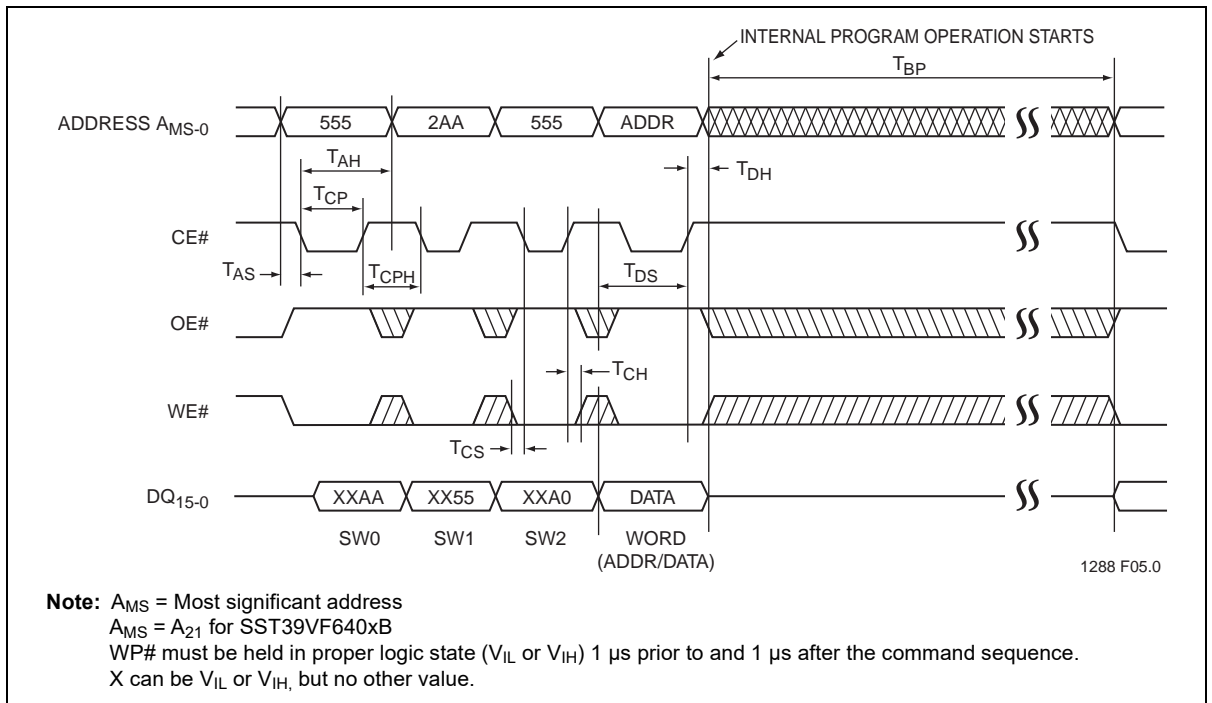 INTERNAL PROGRAM OPERATION STARTS
TBP
ADDRESS AMS-0
555
2AA
555
ADDR
TAH
TDH
TCP
CE#
TAS
TCPH
TDS
OE#
TCH
WE#
TCS
DQ15-0
XXAA
XX55
XXA0
DATA
SW0
SW1
SW2
WORD
(ADDR/DATA)
1288 F05.0
Note: AMS = Most significant address
AMS = A21 for SST39VF640xB
WP# must be held in proper logic state (VIL or VIH) 1 µs prior to and 1 µs after the command sequence.
X can be VIL or VIH, but no other value.